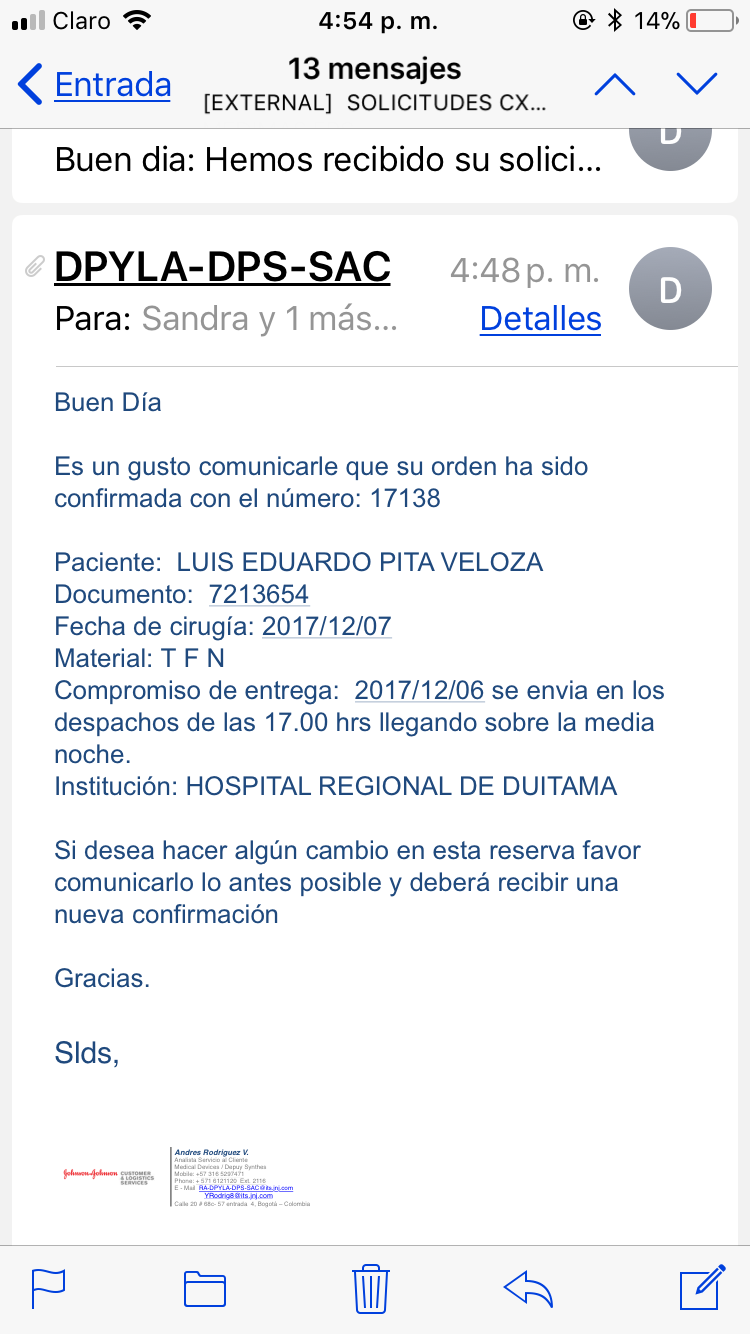 Claro 4:54 p. m. 14%
Entrada
13 mensajes
[EXTERNAL] SOLICITUDES CX...
Buen dia: Hemos recibido su solici...
D
DPYLA-DPS-SAC 4:48 p. m.
D
Para: Sandra y 1 más... Detalles
Buen Día
Es un gusto comunicarle que su orden ha sido
confirmada con el número: 17138
Paciente: LUIS EDUARDO PITA VELOZA
Documento: 7213654
Fecha de cirugía: 2017/12/07
Material: T F N
Compromiso de entrega: 2017/12/06 se envia en los
despachos de las 17.00 hrs llegando sobre la media
noche.
Institución: HOSPITAL REGIONAL DE DUITAMA
Si desea hacer algún cambio en esta reserva favor
comunicarlo lo antes posible y deberá recibir una
nueva confirmación
Gracias.
Slds,
Johnson & Johnson CUSTOMER
& LOGISTICS
SERVICES
Andres Rodriguez V.
Analista Servicio al Cliente
Medical Devices / Depuy Synthes
Mobile: +57 316 5297471
Phone: + 571 6121120 Ext. 2116
E - Mail RA-DPYLA-DPS-SAC@its.jnj.com
YRodrig8@its.jnj.com
Calle 20 # 68c- 57 entrada 4, Bogotá – Colombia